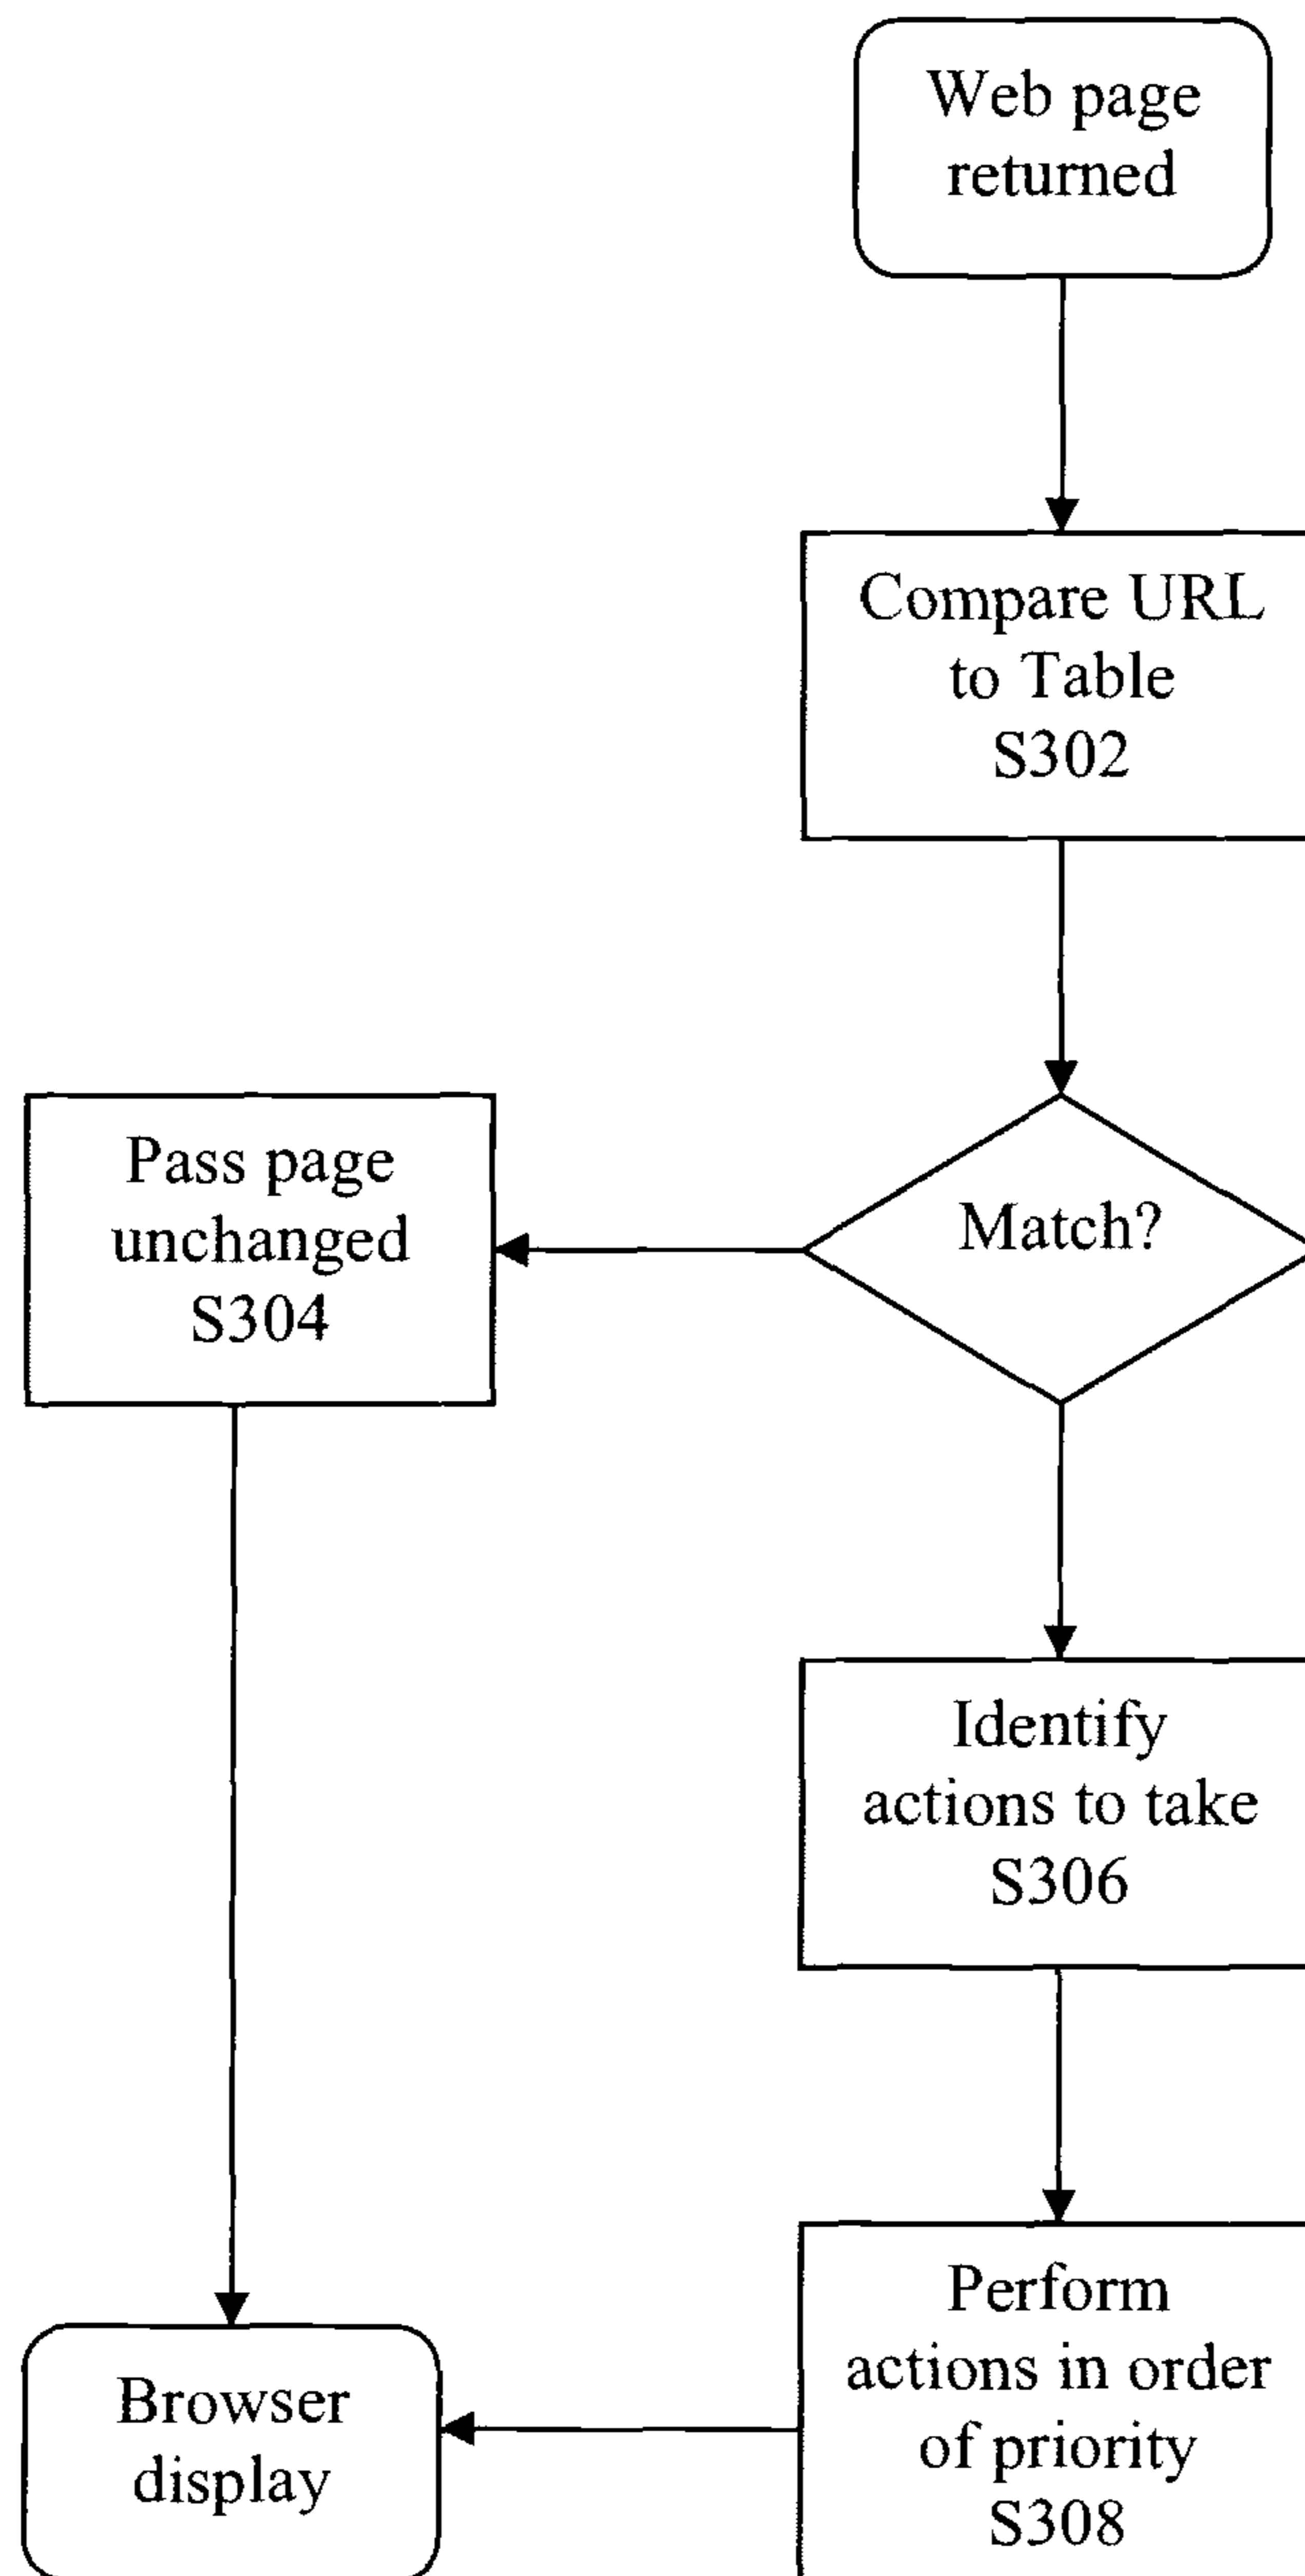 Web page
returned
Compare URL
to Table
S302
Match?
Pass page
unchanged
S304
Identify
actions to take
S306
Perform
actions in order
of priority
S308
Browser
display